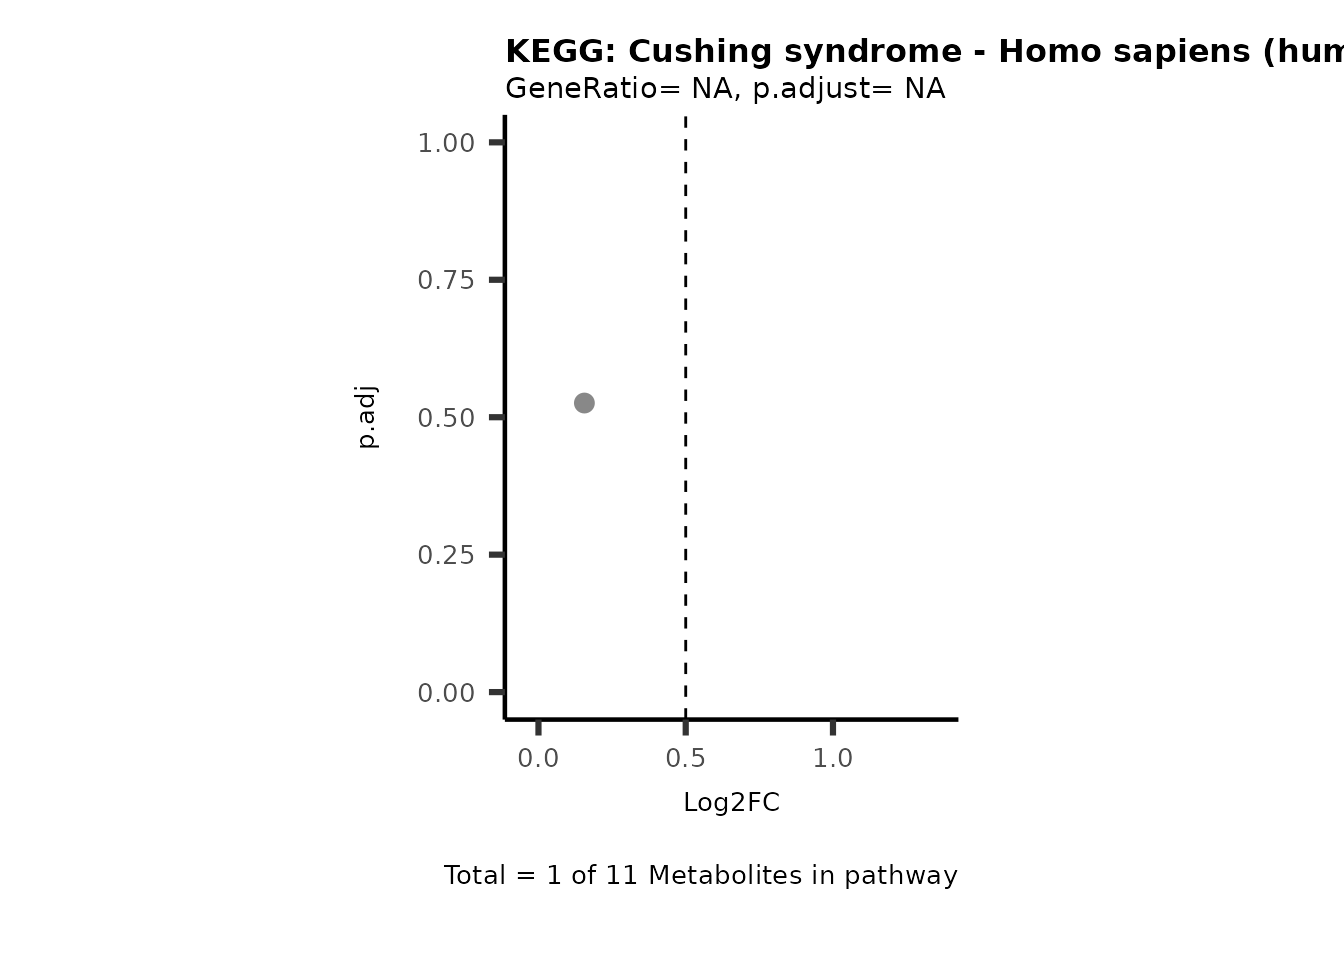 KEGG: Cushing syndrome - Homo sapiens (hum
GeneRatio= NA, p.adjust= NA
1.00
0.75
0.50
0.25
0.00
p.adj
0.0 0.5 1.0
Log2FC
Total = 1 of 11 Metabolites in pathway